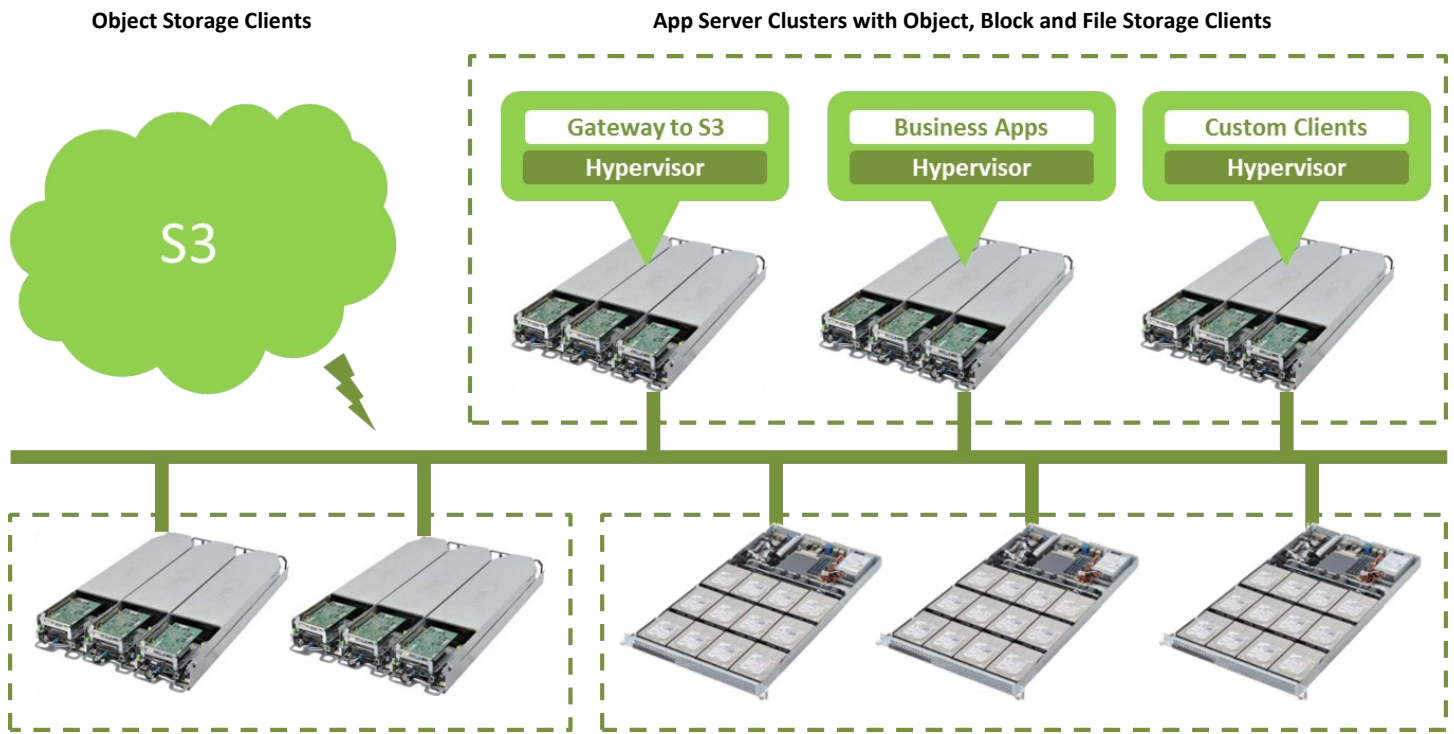 Object Storage Clients
App Server Clusters with Object, Block and File Storage Clients
S3
Gateway to S3
Hypervisor
Business Apps
Hypervisor
Custom Clients
Hypervisor